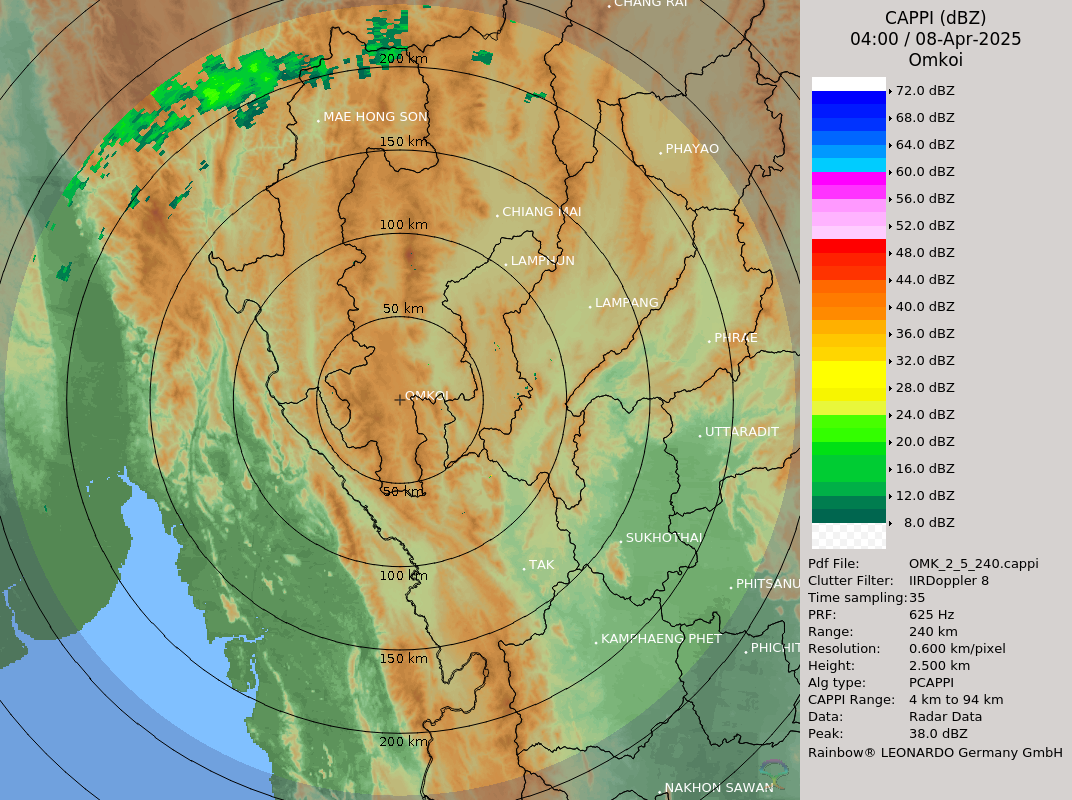 CHANG RAI
200 km
MAE HONG SON
150 km
PHAYAO
CHIANG MAI
100 km
LAMPHUN
LAMPANG
50 km
PHRAE
OMKOI
UTTARADIT
50 km
SUKHOTHAI
TAK
100 km
PHITSANU
KAMPHAENG PHET
PHICHIT
150 km
200 km
NAKHON SAWAN
CAPPI (dBZ)
04:00 / 08-Apr-2025
Omkoi
72.0 dBZ
68.0 dBZ
64.0 dBZ
60.0 dBZ
56.0 dBZ
52.0 dBZ
48.0 dBZ
44.0 dBZ
40.0 dBZ
36.0 dBZ
32.0 dBZ
28.0 dBZ
24.0 dBZ
20.0 dBZ
16.0 dBZ
12.0 dBZ
8.0 dBZ
Pdf File: OMK_2_5_240.cappi
Clutter Filter: IIRDoppler 8
Time sampling: 35
PRF: 625 Hz
Range: 240 km
Resolution: 0.600 km/pixel
Height: 2.500 km
Alg type: PCAPPI
CAPPI Range: 4 km to 94 km
Data: Radar Data
Peak: 38.0 dBZ
Rainbow® LEONARDO Germany GmbH